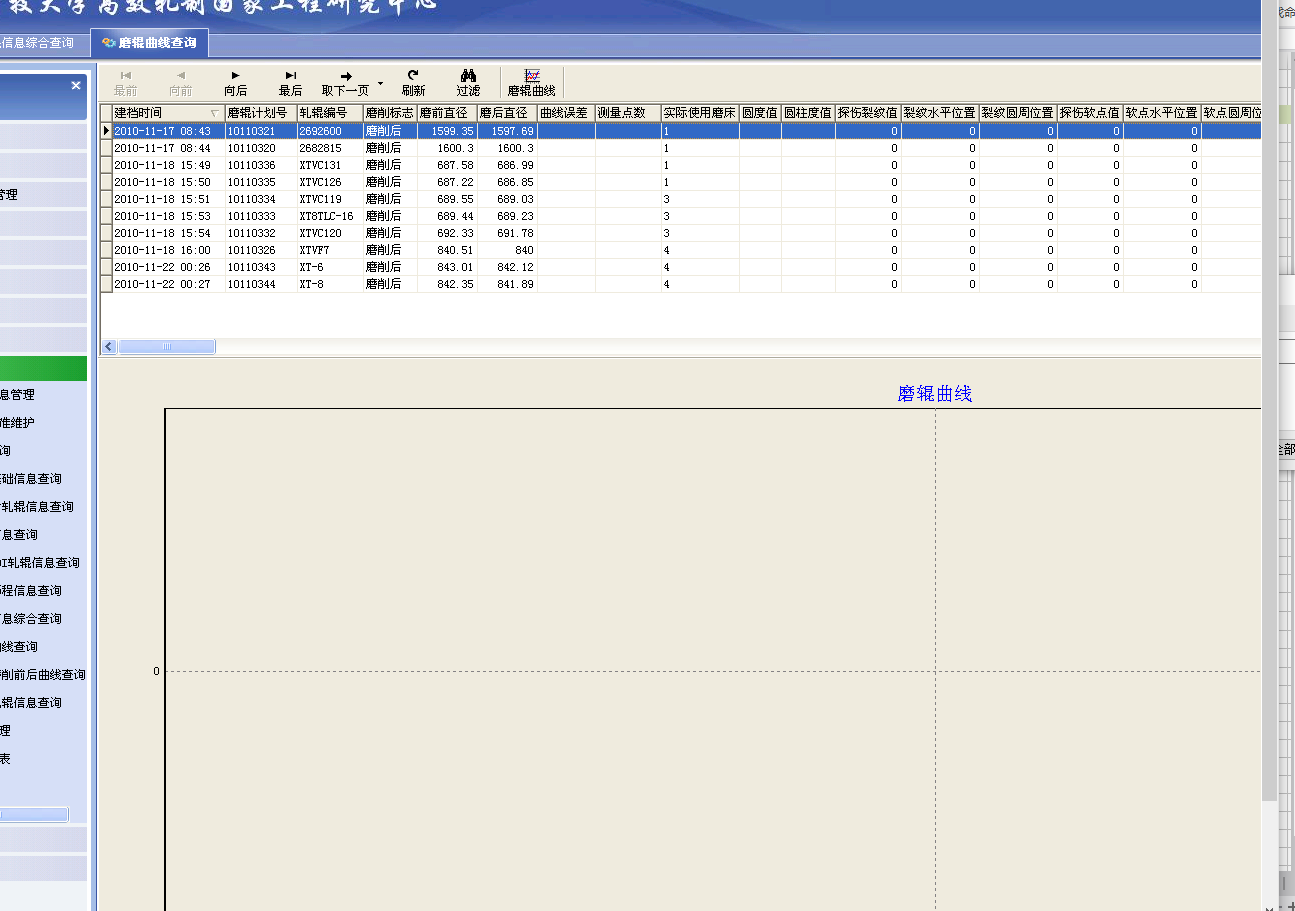 技大学高效轧制国家工程研究中心
信息综合查询 磨辊曲线查询
最前 向前 向后 最后 取下一页 刷新 过滤 磨辊曲线
建档时间 磨辊计划号 轧辊编号 磨削标志 磨前直径 磨后直径 曲线误差 测量点数 实际使用磨床 圆度值 圆柱度值 探伤裂纹值 裂纹水平位置 裂纹圆周位置 探伤软点值 软点水平位置 软点圆周位
2010-11-17 08:43 10110321 2692600 磨削后 1599.35 1597.69 1 0 0 0 0 0
2010-11-17 08:44 10110320 2682815 磨削后 1600.3 1600.3 1 0 0 0 0 0
2010-11-18 15:49 10110336 XTVC131 磨削后 687.58 686.99 1 0 0 0 0 0
2010-11-18 15:50 10110335 XTVC126 磨削后 687.22 686.85 1 0 0 0 0 0
2010-11-18 15:51 10110334 XTVC119 磨削后 689.55 689.03 3 0 0 0 0 0
2010-11-18 15:53 10110333 XT8TLC-16 磨削后 689.44 689.23 3 0 0 0 0 0
2010-11-18 15:54 10110332 XTVC120 磨削后 692.33 691.78 3 0 0 0 0 0
2010-11-18 16:00 10110326 XTVF7 磨削后 840.51 840 4 0 0 0 0 0
2010-11-22 00:26 10110343 XT-6 磨削后 843.01 842.12 4 0 0 0 0 0
2010-11-22 00:27 10110344 XT-8 磨削后 842.35 841.89 4 0 0 0 0 0
磨辊曲线
0
管理
息管理
准维护
询
础信息查询
轧辊信息查询
息查询
OI轧辊信息查询
程信息查询
息综合查询
线查询
削前后曲线查询
辊信息查询
理
表
命
全部